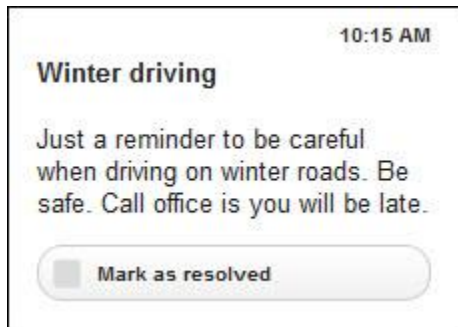 10:15 AM
Winter driving
Just a reminder to be careful
when driving on winter roads. Be
safe. Call office is you will be late.
Mark as resolved